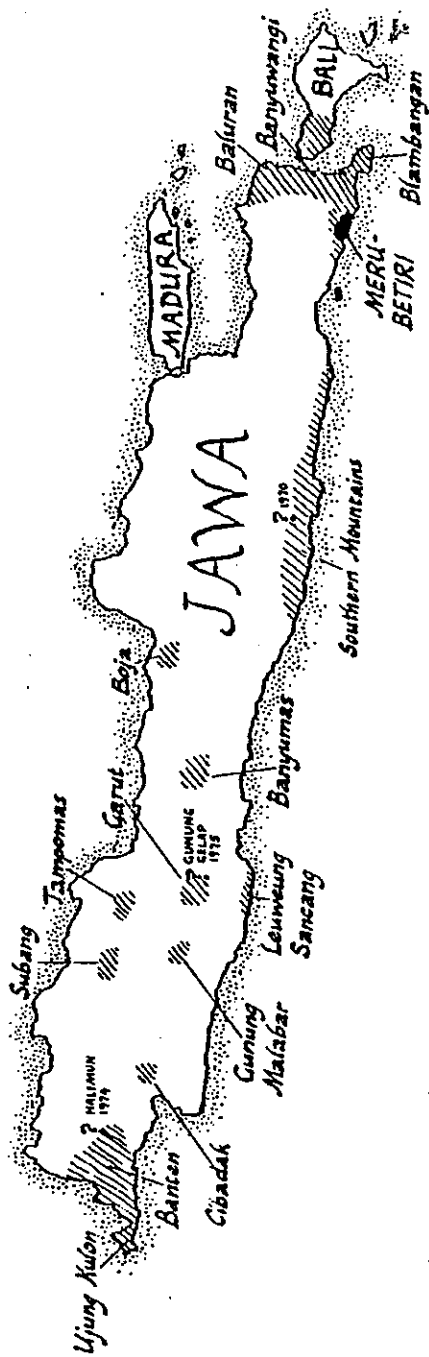 Ujung Kulon
Banten
? HALIMUN
1974
Cibadak
Subang
Tampomas
Garut
? GUNUNG
GELAP
1975
Gunung
Malabar
Leuweung
Sancang
Banyumas
Boja
JAWA
? 1970
Southern Mountains
MADURA
Baluran
Banyuwangi
BALI
MERU-
BETIRI
Blambangan